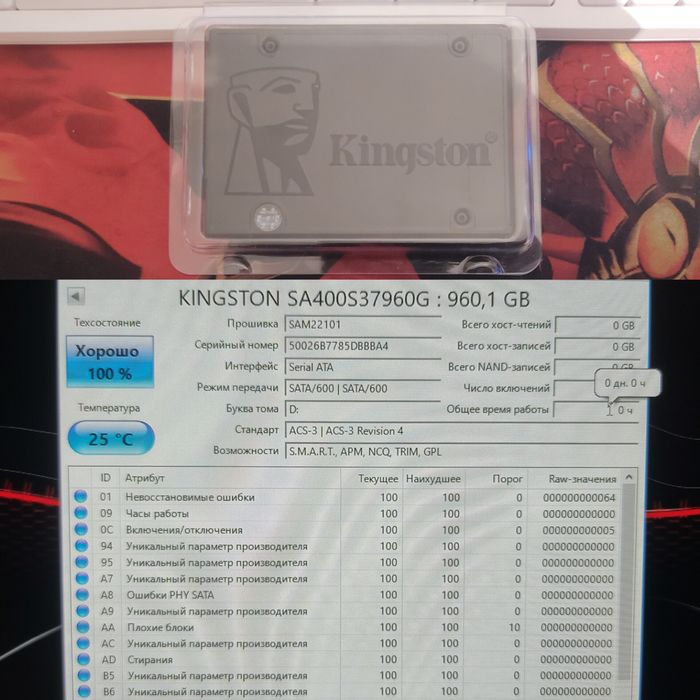 Kingston®
KINGSTON SA400S37960G : 960,1 GB
Техсостояние
Хорошо
100 %
Температура
25 °C
Прошивка SAM22101
Серийный номер 50026B7785DBBBA4
Интерфейс Serial ATA
Режим передачи SATA/600 | SATA/600
Буква тома D:
Стандарт ACS-3 | ACS-3 Revision 4
Возможности S.M.A.R.T., APM, NCQ, TRIM, GPL
Всего хост-чтений 0 GB
Всего хост-записей 0 GB
Всего NAND-записей 0 GB
Число включений
0 дн. 0 ч
Общее время работы 0 ч
ID Атрибут Текущее Наихудшее Порог Raw-значения
01 Невосстановимые ошибки 100 100 0 000000000064
09 Часы работы 100 100 0 000000000000
0C Включения/отключения 100 100 0 000000000005
94 Уникальный параметр производителя 100 100 0 000000000000
95 Уникальный параметр производителя 100 100 0 000000000000
A7 Уникальный параметр производителя 100 100 0 000000000000
A8 Ошибки PHY SATA 100 100 0 000000000000
A9 Уникальный параметр производителя 100 100 0 000000000000
AA Плохие блоки 100 100 10 000000000000
AC Уникальный параметр производителя 100 100 0 000000000000
AD Стирания 100 100 0 000000000000
B5 Уникальный параметр производителя 100 100 0 000000000000
B6 Уникальный параметр производителя 100 100 0 000000000000